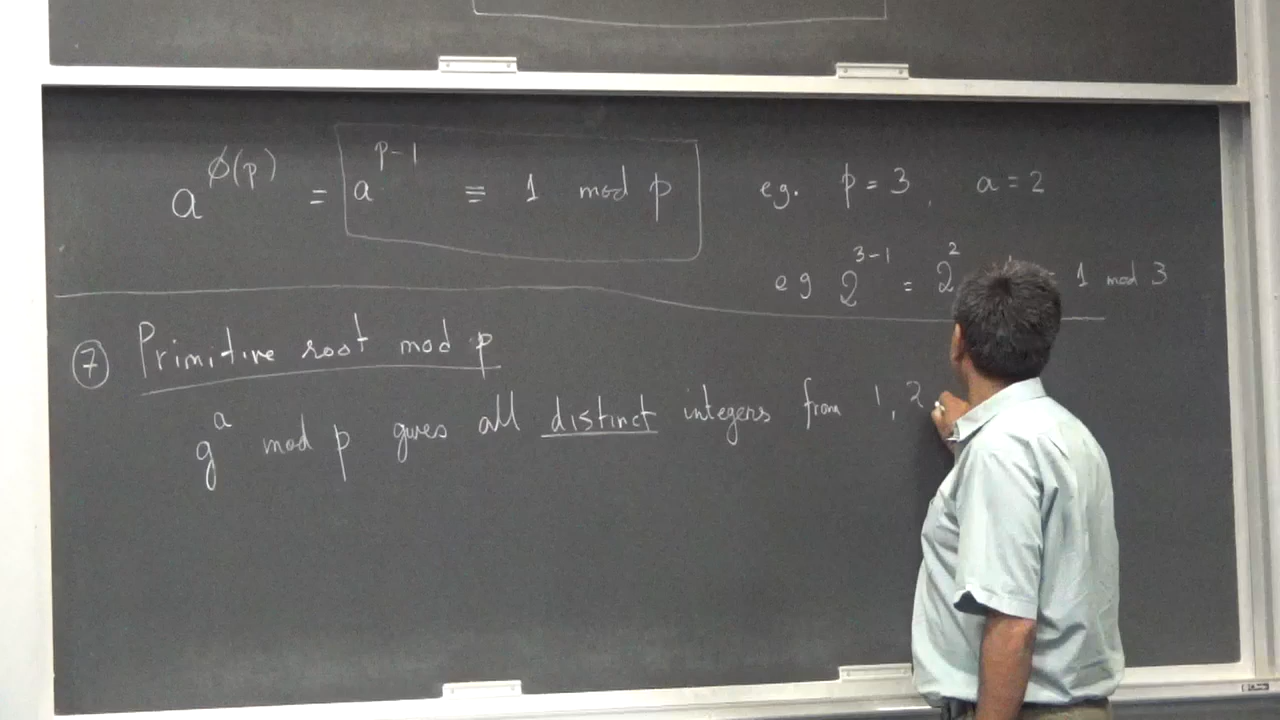 a^φ(p) = a^p-1 ≡ 1 mod p eg. p = 3, a = 2
eg 2^3-1 = 2^2 1 mod 3
⑦ Primitive root mod p
g^a mod p gives all distinct integers from 1, 2